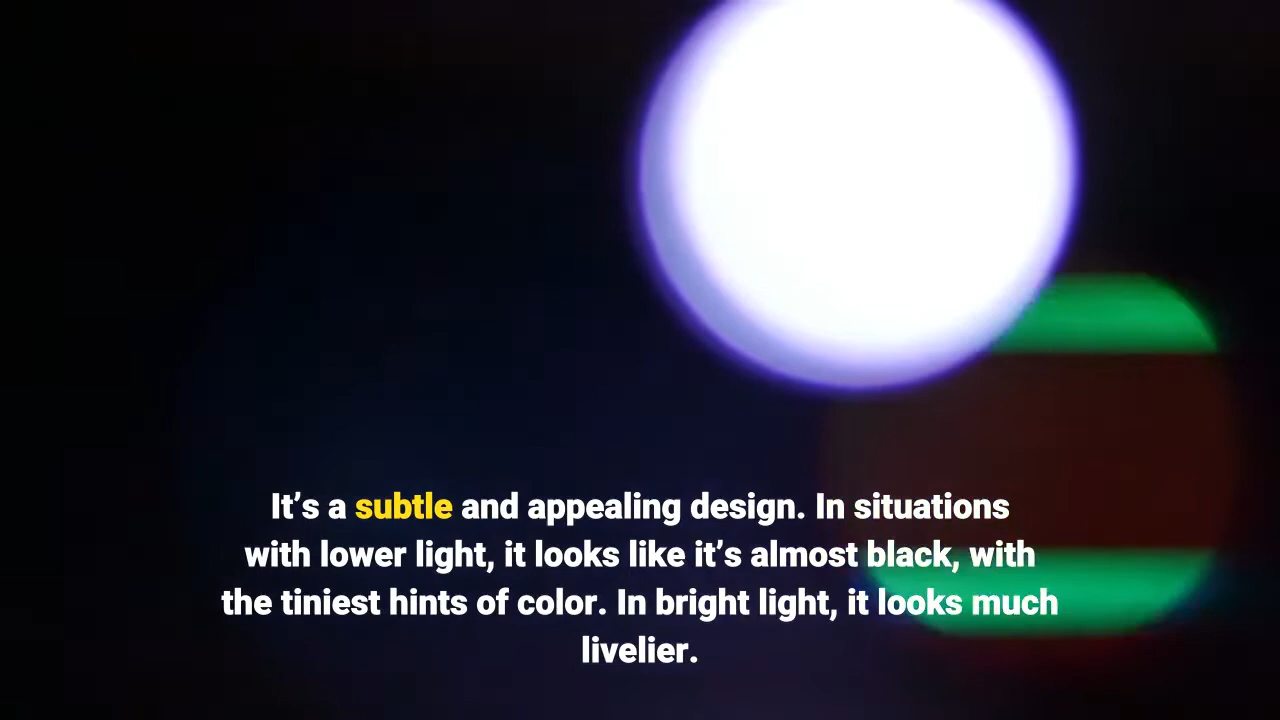 It’s a subtle and appealing design. In situations
with lower light, it looks like it’s almost black, with
the tiniest hints of color. In bright light, it looks much
livelier.